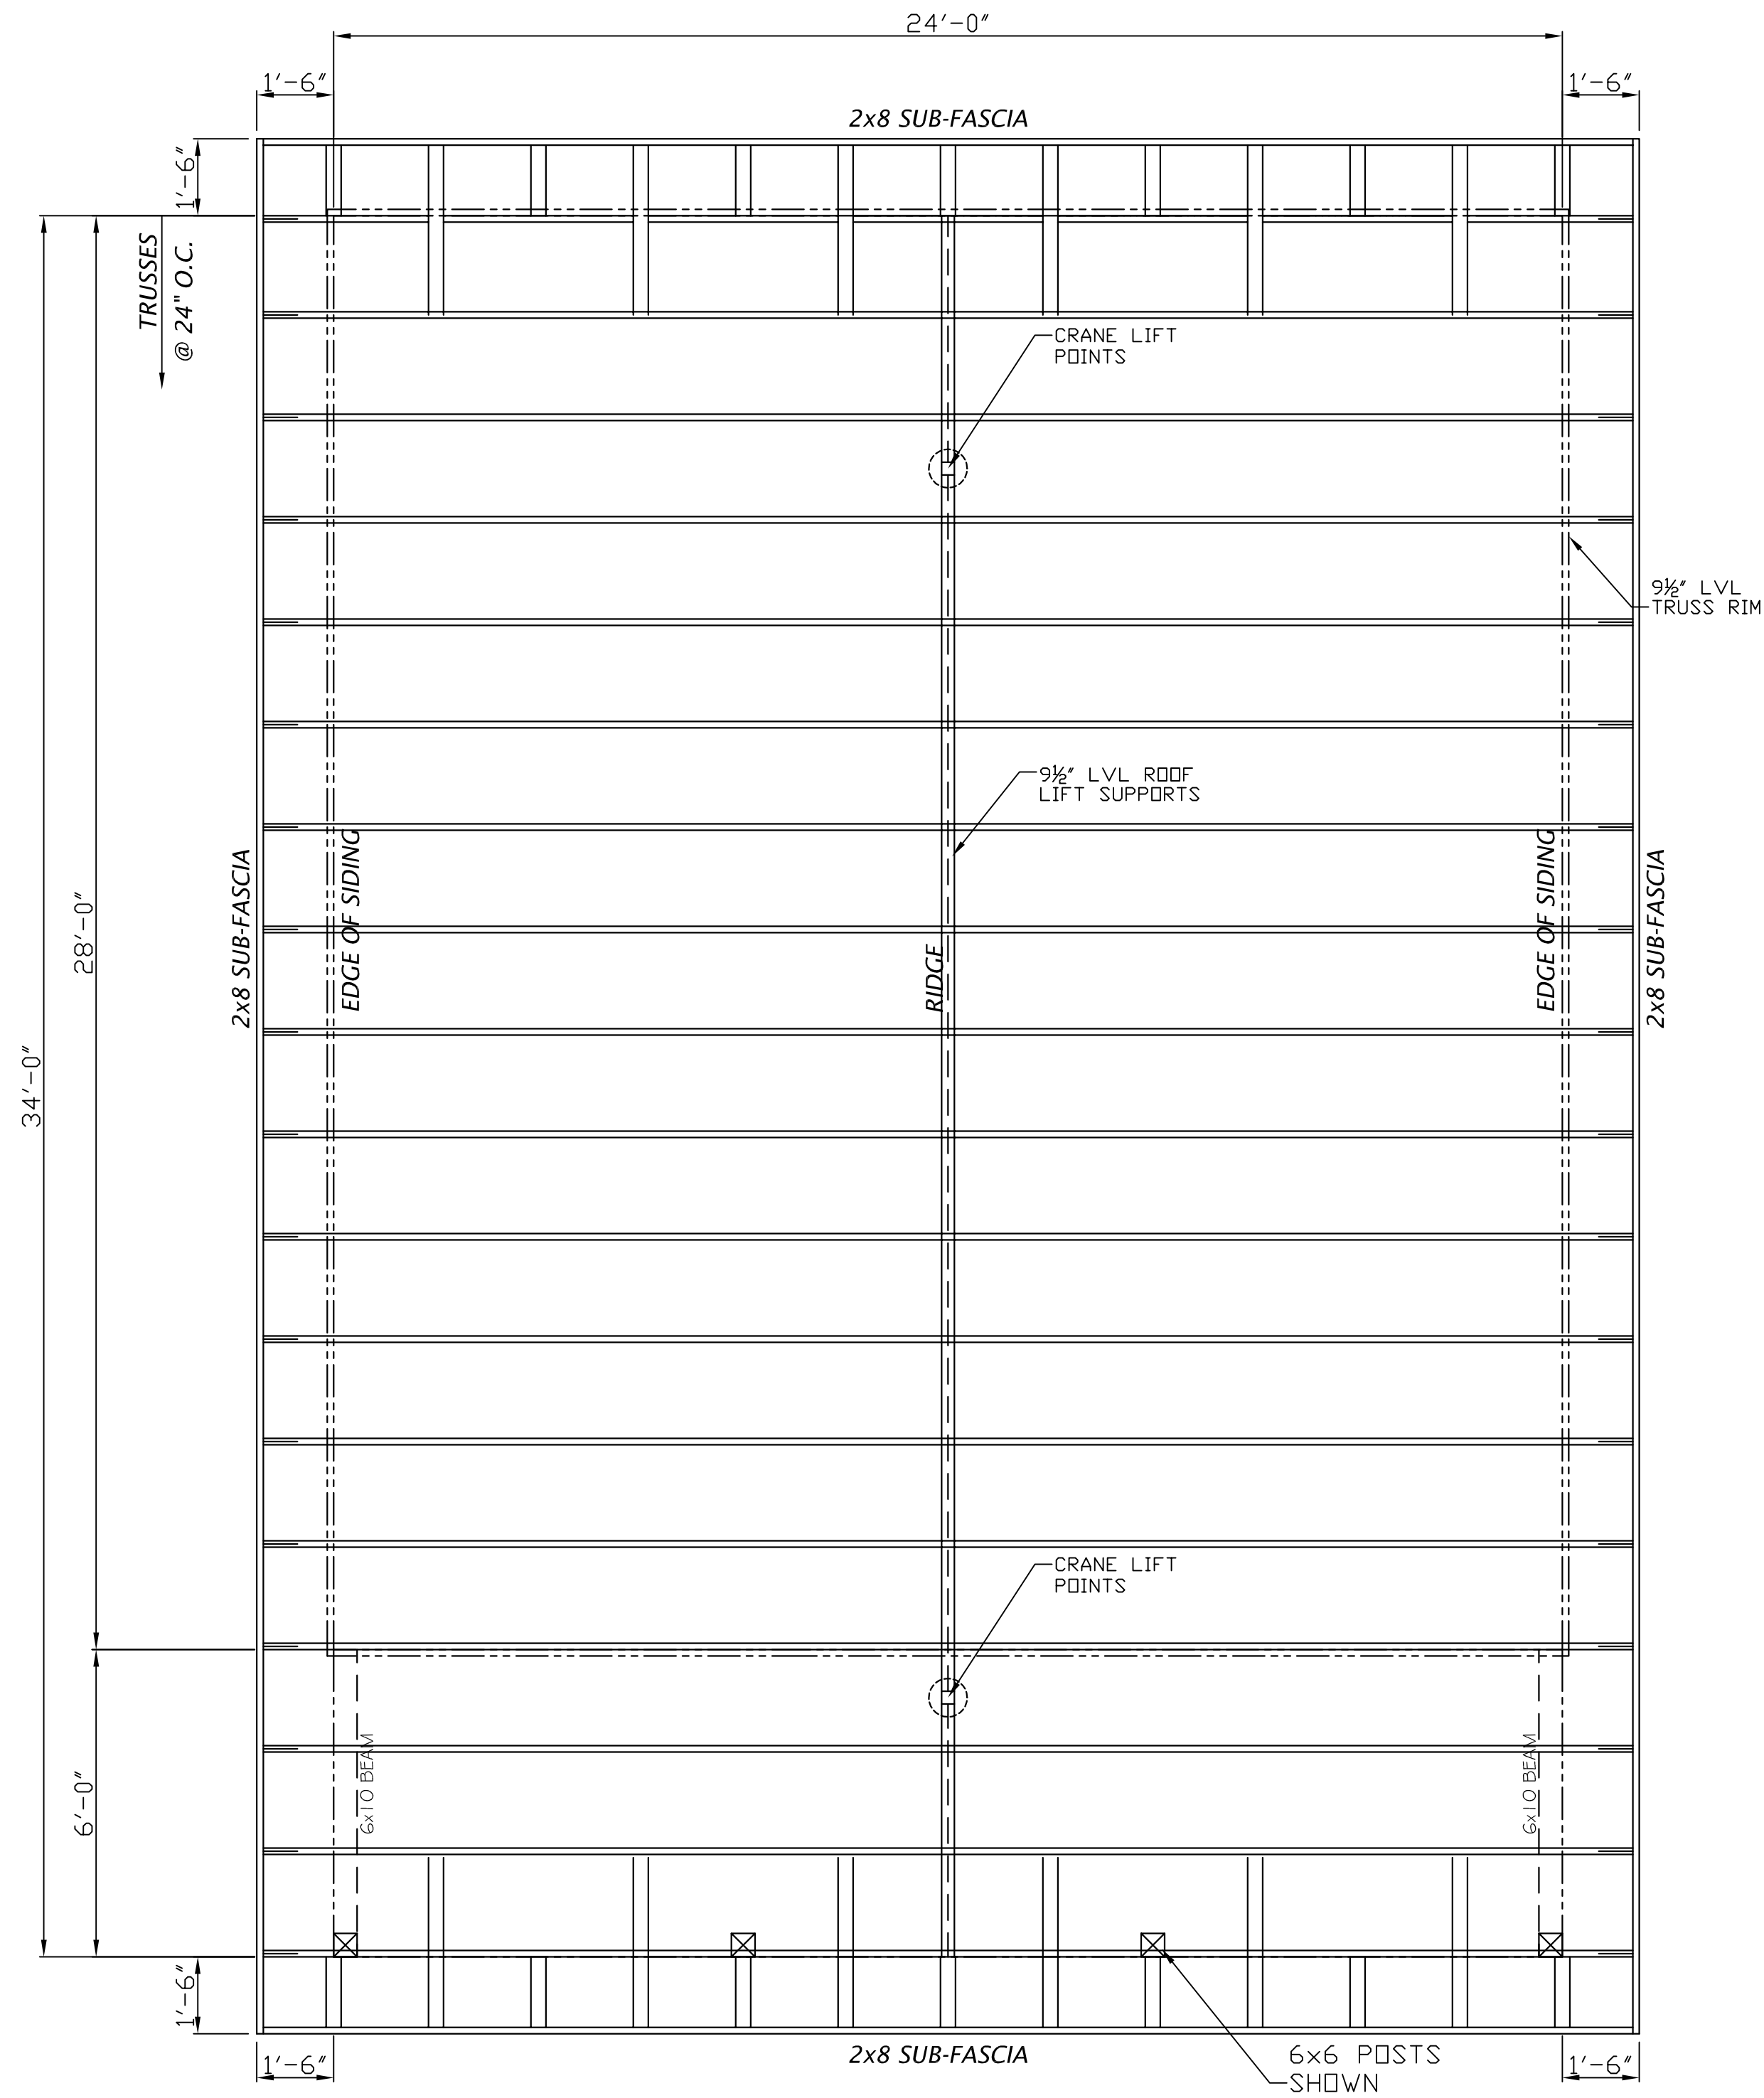 24'-0"
1'-6"
1'-6"
2x8 SUB-FASCIA
1'-6"
TRUSSES
@ 24" O.C.
CRANE LIFT
POINTS
9½" LVL
TRUSS RIM
9½" LVL ROOF
LIFT SUPPORTS
2x8 SUB-FASCIA
EDGE OF SIDING
RIDGE
EDGE OF SIDING
2x8 SUB-FASCIA
28'-0"
34'-0"
CRANE LIFT
POINTS
6x10 BEAM
6x10 BEAM
6'-0"
1'-6"
1'-6"
2x8 SUB-FASCIA
6x6 POSTS
SHOWN
1'-6"